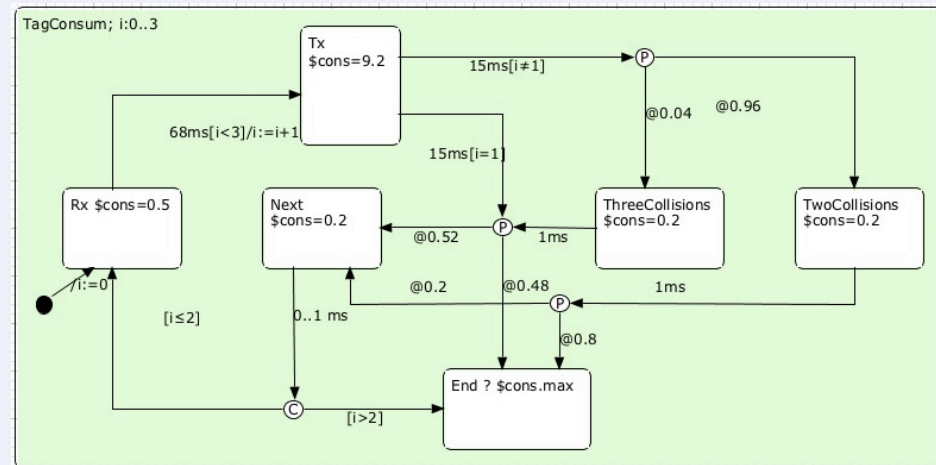 TagConsum; i:0..3
Tx
$cons=9.2
15ms[i≠1]
P
@0.04
@0.96
68ms[i<3]/i:=i+1
15ms[i=1]
Rx $cons=0.5
Next
$cons=0.2
ThreeCollisions
$cons=0.2
TwoCollisions
$cons=0.2
P
@0.52
1ms
/i:=0
@0.2
@0.48
1ms
P
[i≤2]
0..1 ms
@0.8
End ? $cons.max
C
[i>2]